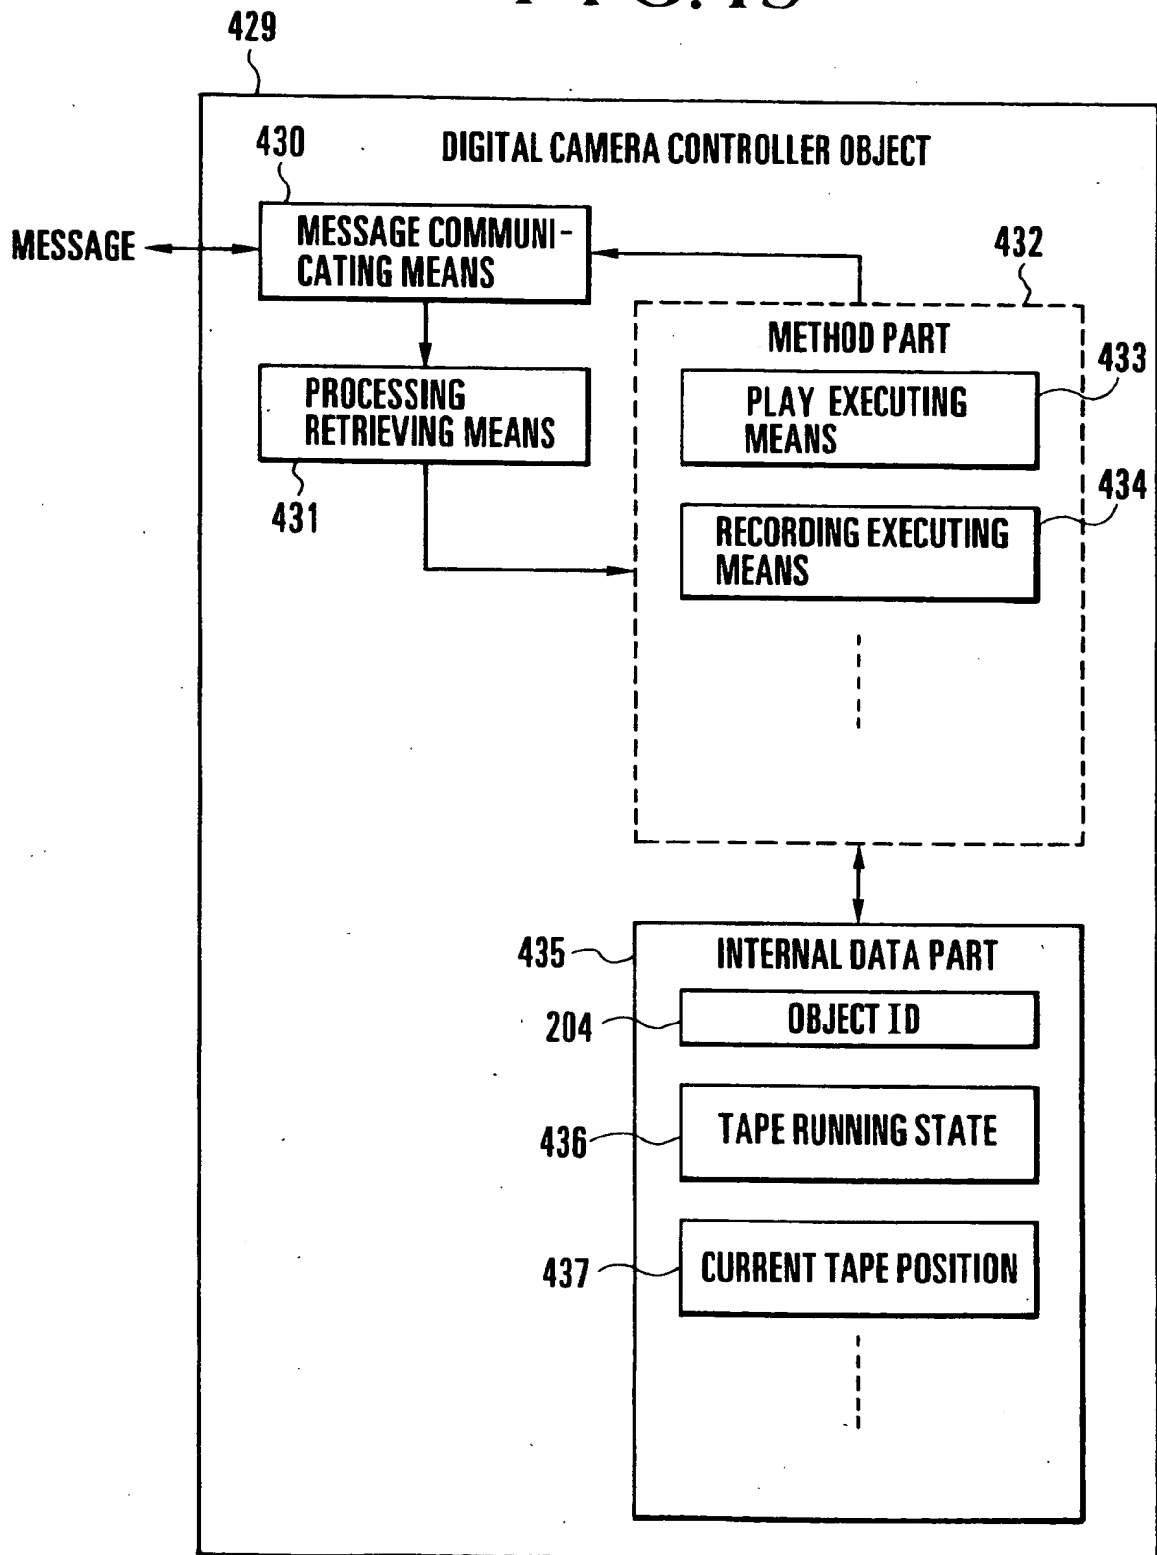 FIG. 15
429
DIGITAL CAMERA CONTROLLER OBJECT
430
MESSAGE
MESSAGE COMMUNI-
CATING MEANS
432
METHOD PART
433
PROCESSING
RETRIEVING MEANS
PLAY EXECUTING
MEANS
431
434
RECORDING EXECUTING
MEANS
435
INTERNAL DATA PART
204
OBJECT ID
436
TAPE RUNNING STATE
437
CURRENT TAPE POSITION